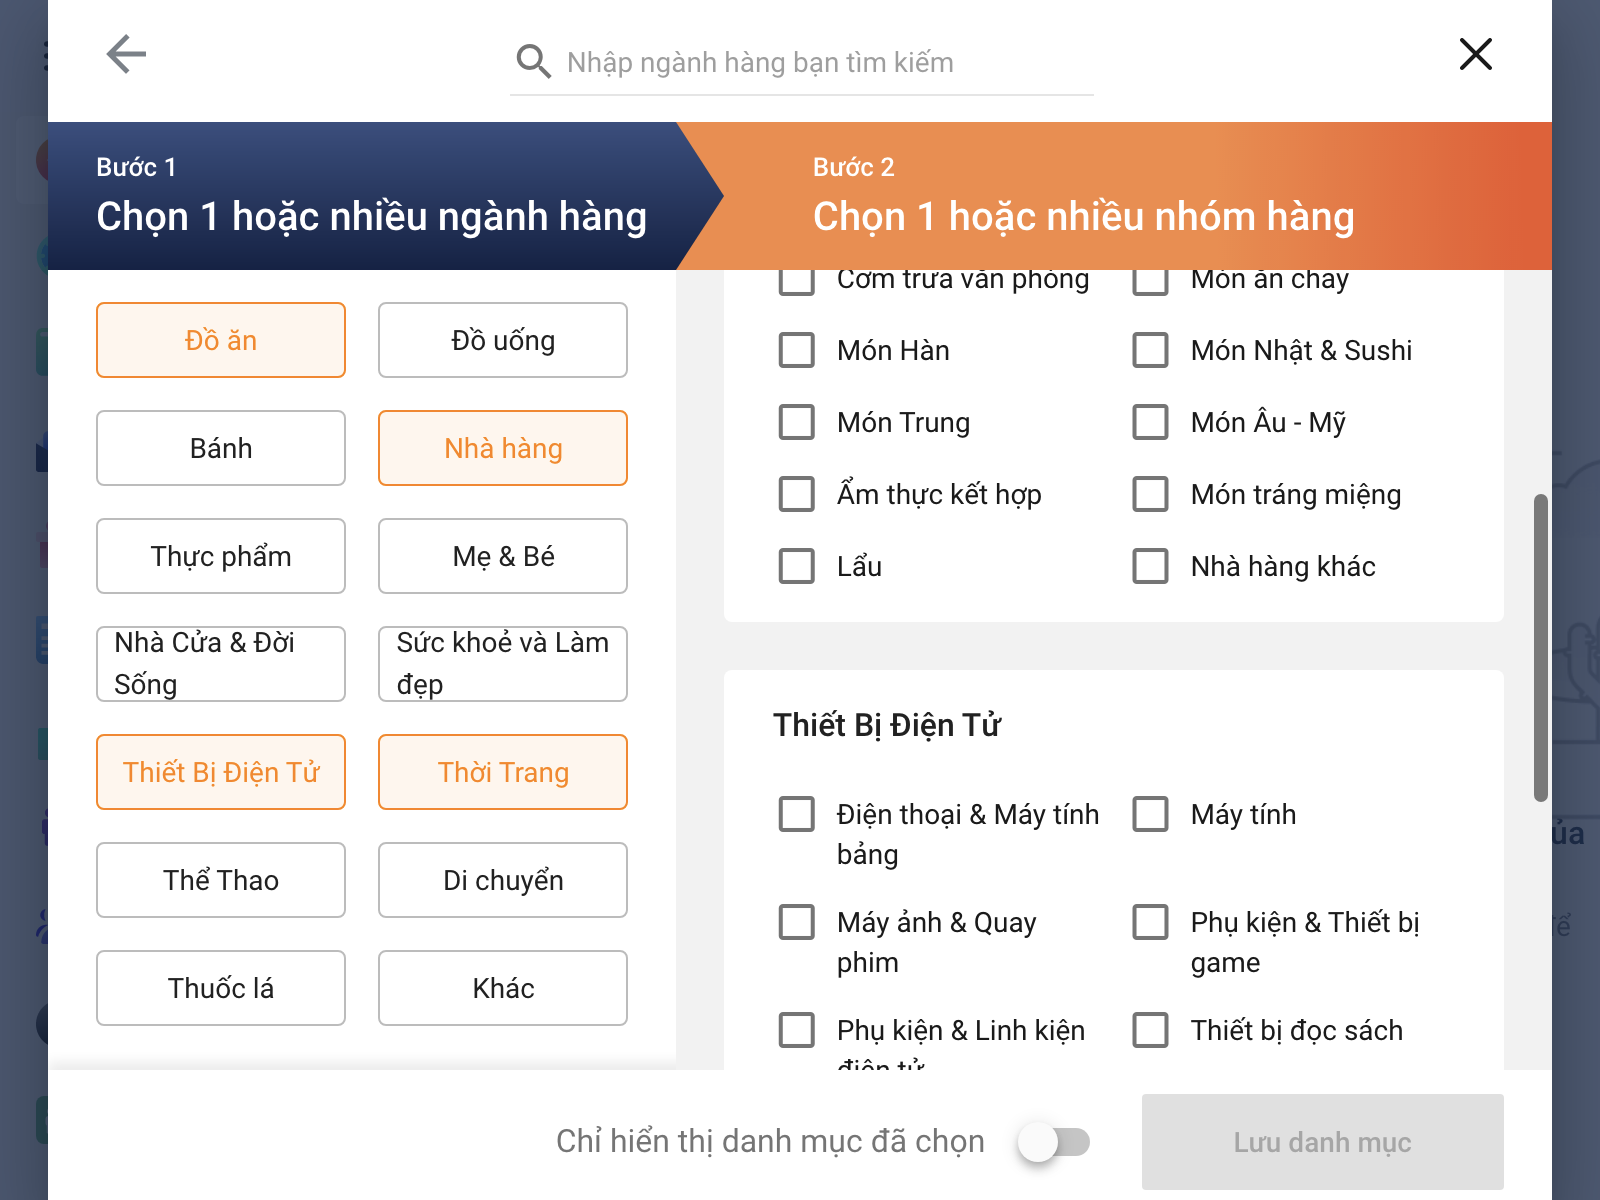 Nhập ngành hàng bạn tìm kiếm
Bước 1
Chọn 1 hoặc nhiều ngành hàng
Bước 2
Chọn 1 hoặc nhiều nhóm hàng
Đồ ăn
Đồ uống
Bánh
Nhà hàng
Thực phẩm
Mẹ & Bé
Nhà Cửa & Đời
Sống
Sức khoẻ và Làm
đẹp
Thiết Bị Điện Tử
Thời Trang
Thể Thao
Di chuyển
Thuốc lá
Khác
Cơm trưa văn phòng
Món ăn chay
Món Hàn
Món Nhật & Sushi
Món Trung
Món Âu - Mỹ
Ẩm thực kết hợp
Món tráng miệng
Lẩu
Nhà hàng khác
Thiết Bị Điện Tử
Điện thoại & Máy tính
bảng
Máy tính
Máy ảnh & Quay
phim
Phụ kiện & Thiết bị
game
Phụ kiện & Linh kiện
điện tử
Thiết bị đọc sách
Chỉ hiển thị danh mục đã chọn
Lưu danh mục